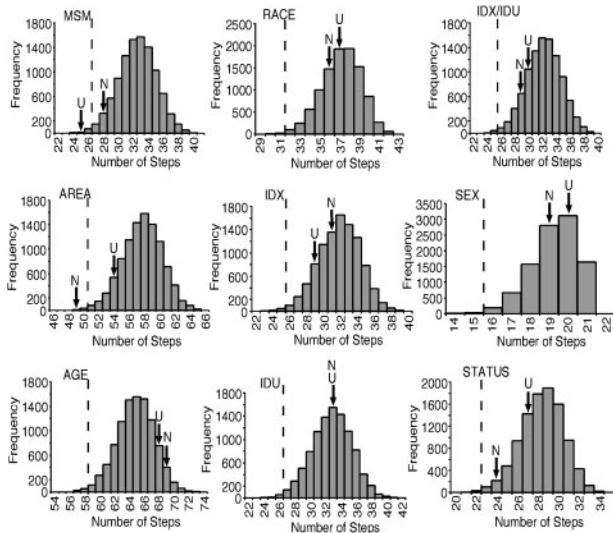 MSM
U
N
Frequency
1800
1400
1000
600
200
0
22 24 26 28 30 32 34 36 38 40
Number of Steps
RACE
N
U
Frequency
2500
2000
1500
1000
500
0
29 31 33 35 37 39 41 43
Number of Steps
IDX/IDU
N
U
Frequency
1800
1400
1000
600
200
0
22 24 26 28 30 32 34 36 38 40
Number of Steps
AREA
N
U
Frequency
1800
1400
1000
600
200
0
46 48 50 52 54 56 58 60 62 64 66
Number of Steps
IDX
U
N
Frequency
1800
1400
1000
600
200
0
22 24 26 28 30 32 34 36 38 40
Number of Steps
SEX
N
U
Frequency
3500
3000
2500
2000
1500
1000
500
0
14 15 16 17 18 19 20 21 22
Number of Steps
AGE
U
N
Frequency
1800
1400
1000
600
200
0
54 56 58 60 62 64 66 68 70 72 74
Number of Steps
IDU
N
U
Frequency
1800
1400
1000
600
200
0
22 24 26 28 30 32 34 36 38 40 42
Number of Steps
STATUS
N
U
Frequency
2000
1600
1200
800
400
0
20 22 24 26 28 30 32 34
Number of Steps